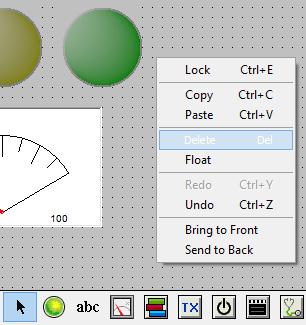 Lock Ctrl+E
Copy Ctrl+C
Paste Ctrl+V
Delete Del
Float
Redo Ctrl+Y
Undo Ctrl+Z
Bring to Front
Send to Back
100
abc
TX